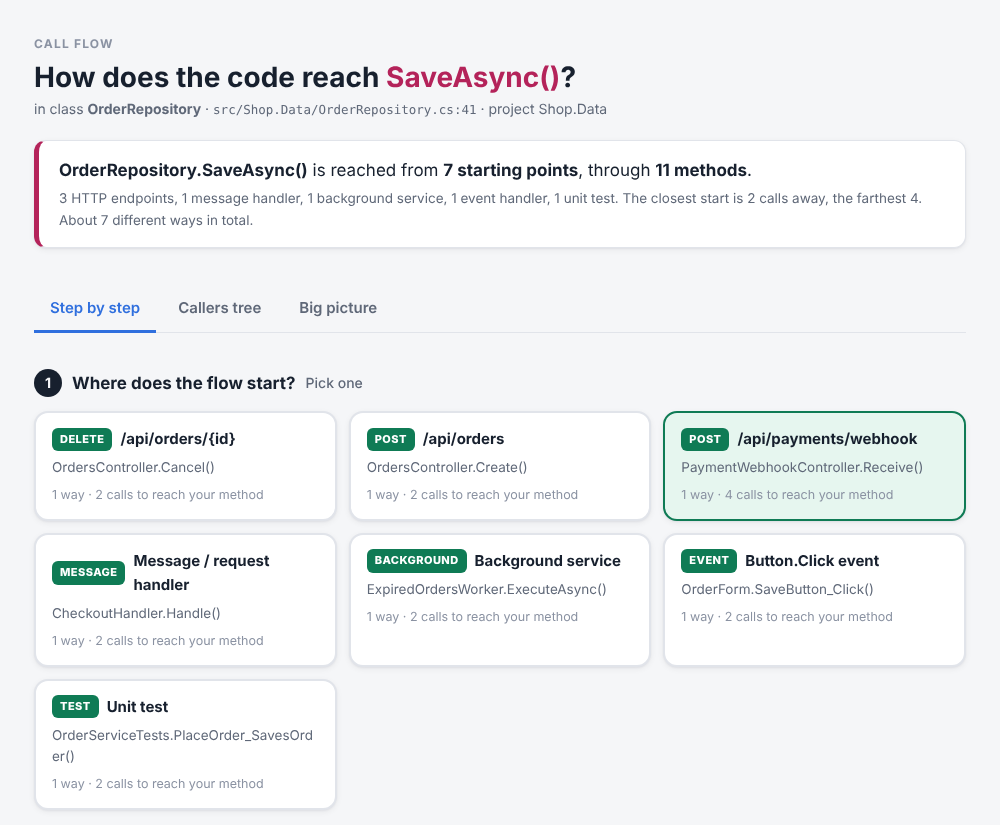 CALL FLOW
How does the code reach SaveAsync()?
in class OrderRepository · src/Shop.Data/OrderRepository.cs:41 · project Shop.Data
OrderRepository.SaveAsync() is reached from 7 starting points, through 11 methods.
3 HTTP endpoints, 1 message handler, 1 background service, 1 event handler, 1 unit test. The closest start is 2 calls away, the farthest 4.
About 7 different ways in total.
Step by step
Callers tree
Big picture
1 Where does the flow start? Pick one
DELETE /api/orders/{id}
OrdersController.Cancel()
1 way · 2 calls to reach your method
POST /api/orders
OrdersController.Create()
1 way · 2 calls to reach your method
POST /api/payments/webhook
PaymentWebhookController.Receive()
1 way · 4 calls to reach your method
MESSAGE Message / request
handler
CheckoutHandler.Handle()
1 way · 2 calls to reach your method
BACKGROUND Background service
ExpiredOrdersWorker.ExecuteAsync()
1 way · 2 calls to reach your method
EVENT Button.Click event
OrderForm.SaveButton_Click()
1 way · 2 calls to reach your method
TEST Unit test
OrderServiceTests.PlaceOrder_SavesOrd
er()
1 way · 2 calls to reach your method